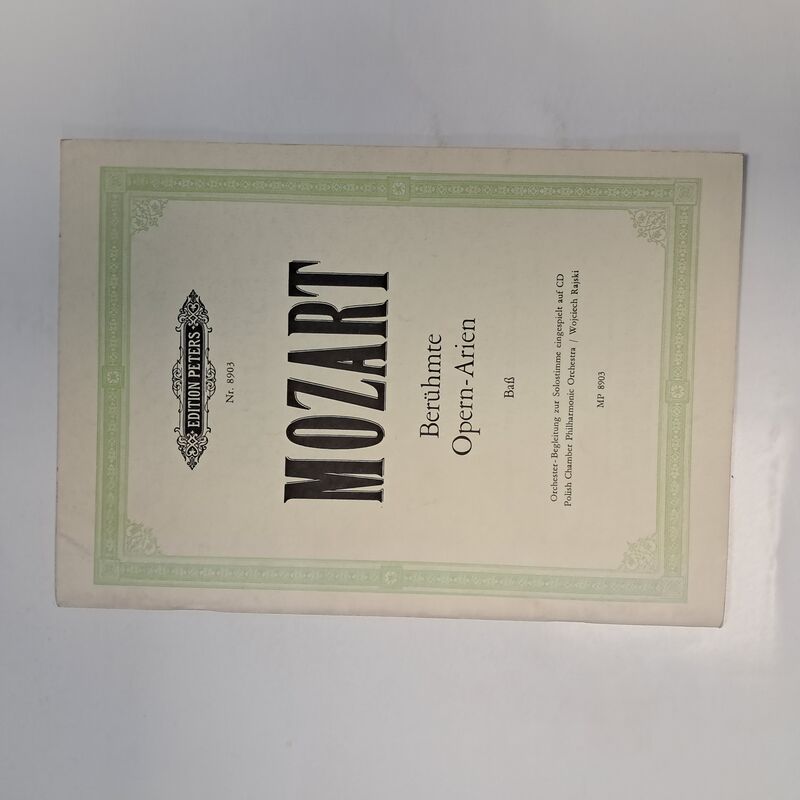 EDITION PETERS
Nr. 8903
MOZART
Berühmte
Opern-Arien
Baß
Orchester-Begleitung zur Solostimme eingespielt auf CD
Polish Chamber Philharmonic Orchestra / Wojciech Rajski
MP 8903